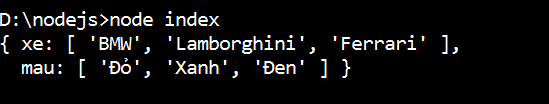 D:\nodejs>node index
{ xe: [ 'BMW', 'Lamborghini', 'Ferrari' ],
  mau: [ 'Đỏ', 'Xanh', 'Đen' ] }